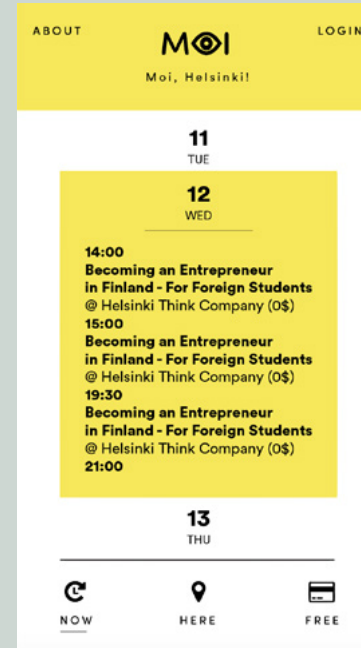 ABOUT
MOI
LOGIN
Moi, Helsinki!
11
TUE
12
WED
14:00
Becoming an Entrepreneur
in Finland - For Foreign Students
@ Helsinki Think Company (0$)
15:00
Becoming an Entrepreneur
in Finland - For Foreign Students
@ Helsinki Think Company (0$)
19:30
Becoming an Entrepreneur
in Finland - For Foreign Students
@ Helsinki Think Company (0$)
21:00
13
THU
NOW
HERE
FREE